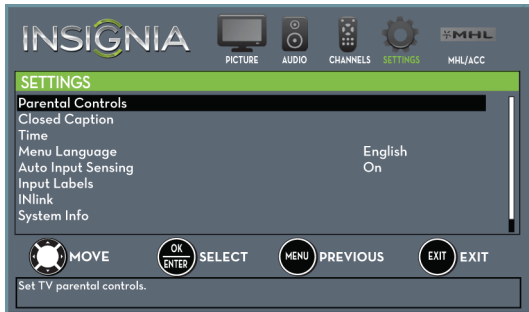 INSIGNIA
PICTURE AUDIO CHANNELS SETTINGS MHL MHL/ACC
SETTINGS
Parental Controls
Closed Caption
Time
Menu Language English
Auto Input Sensing On
Input Labels
INlink
System Info
MOVE OK ENTER SELECT MENU PREVIOUS EXIT EXIT
Set TV parental controls.